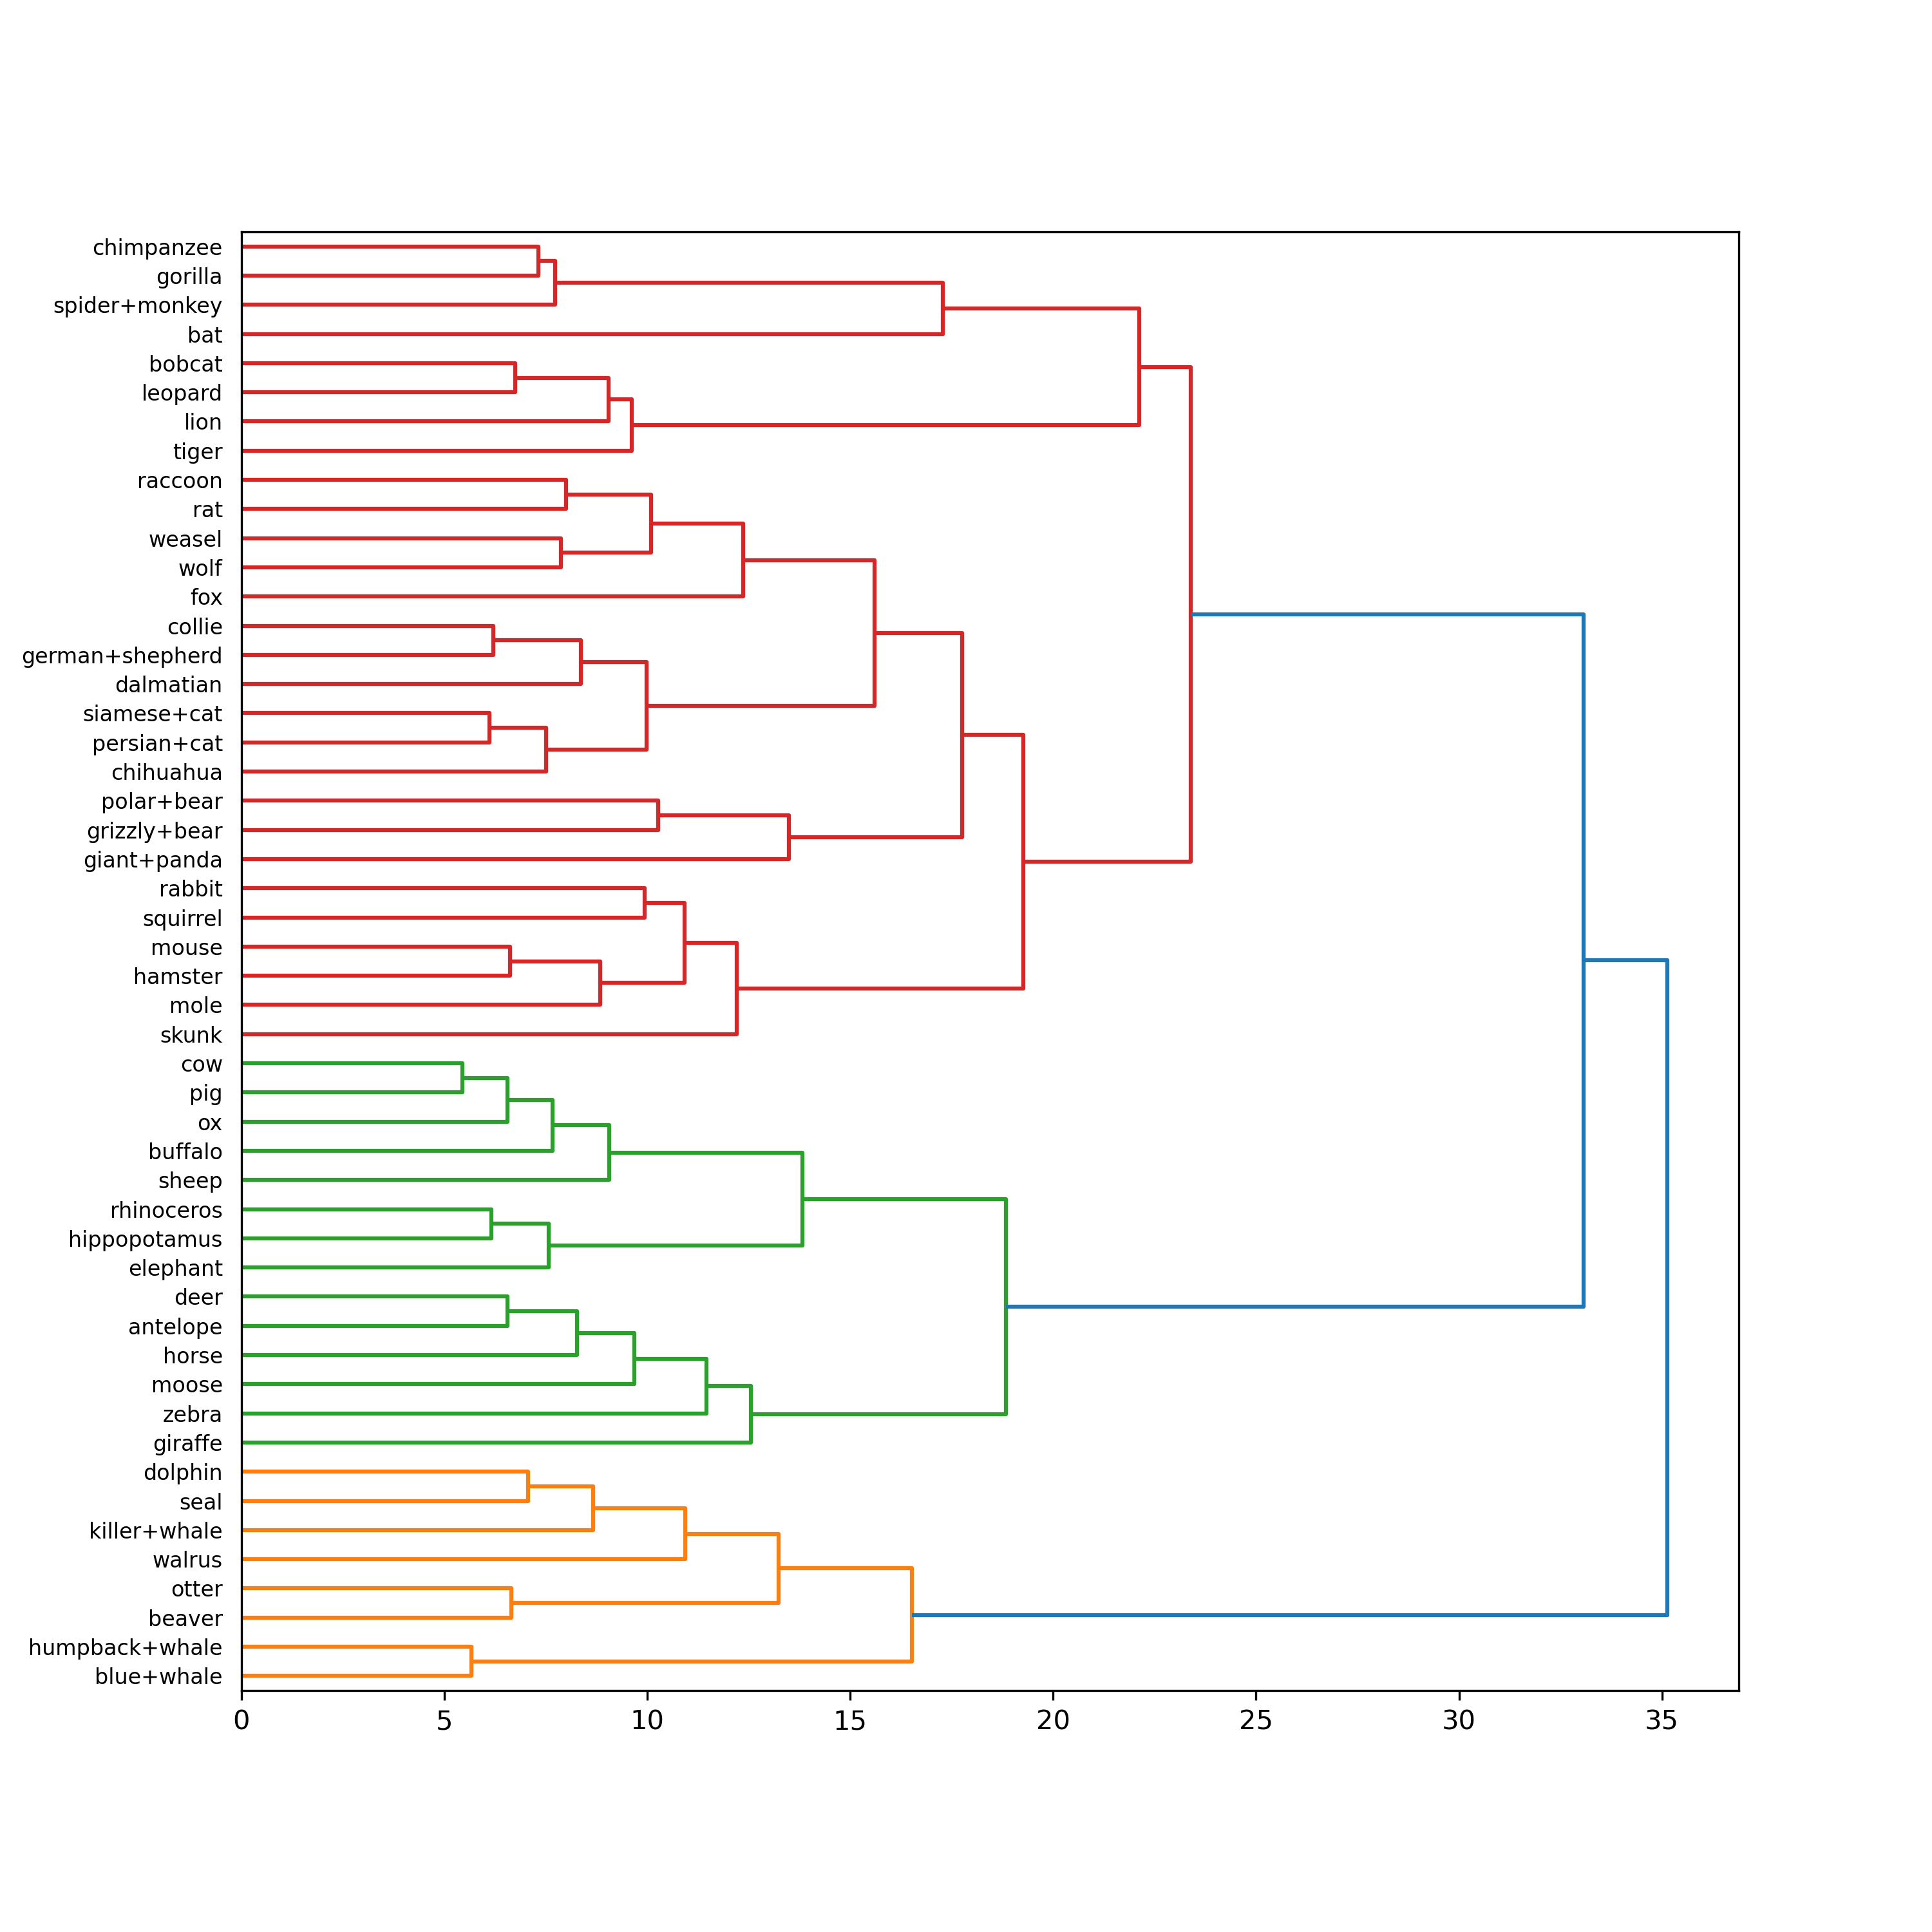 chimpanzee
gorilla
spider+monkey
bat
bobcat
leopard
lion
tiger
raccoon
rat
weasel
wolf
fox
collie
german+shepherd
dalmatian
siamese+cat
persian+cat
chihuahua
polar+bear
grizzly+bear
giant+panda
rabbit
squirrel
mouse
hamster
mole
skunk
cow
pig
ox
buffalo
sheep
rhinoceros
hippopotamus
elephant
deer
antelope
horse
moose
zebra
giraffe
dolphin
seal
killer+whale
walrus
otter
beaver
humpback+whale
blue+whale
0 5 10 15 20 25 30 35